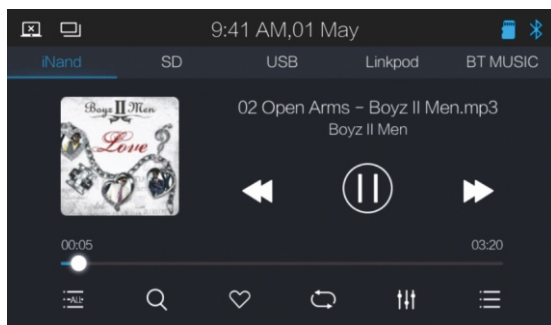 9:41 AM,01 May
iNand
SD
USB
Linkpod
BT MUSIC
Boyz II Men
Love
02 Open Arms - Boyz II Men.mp3
Boyz II Men
00:05
03:20
ALL